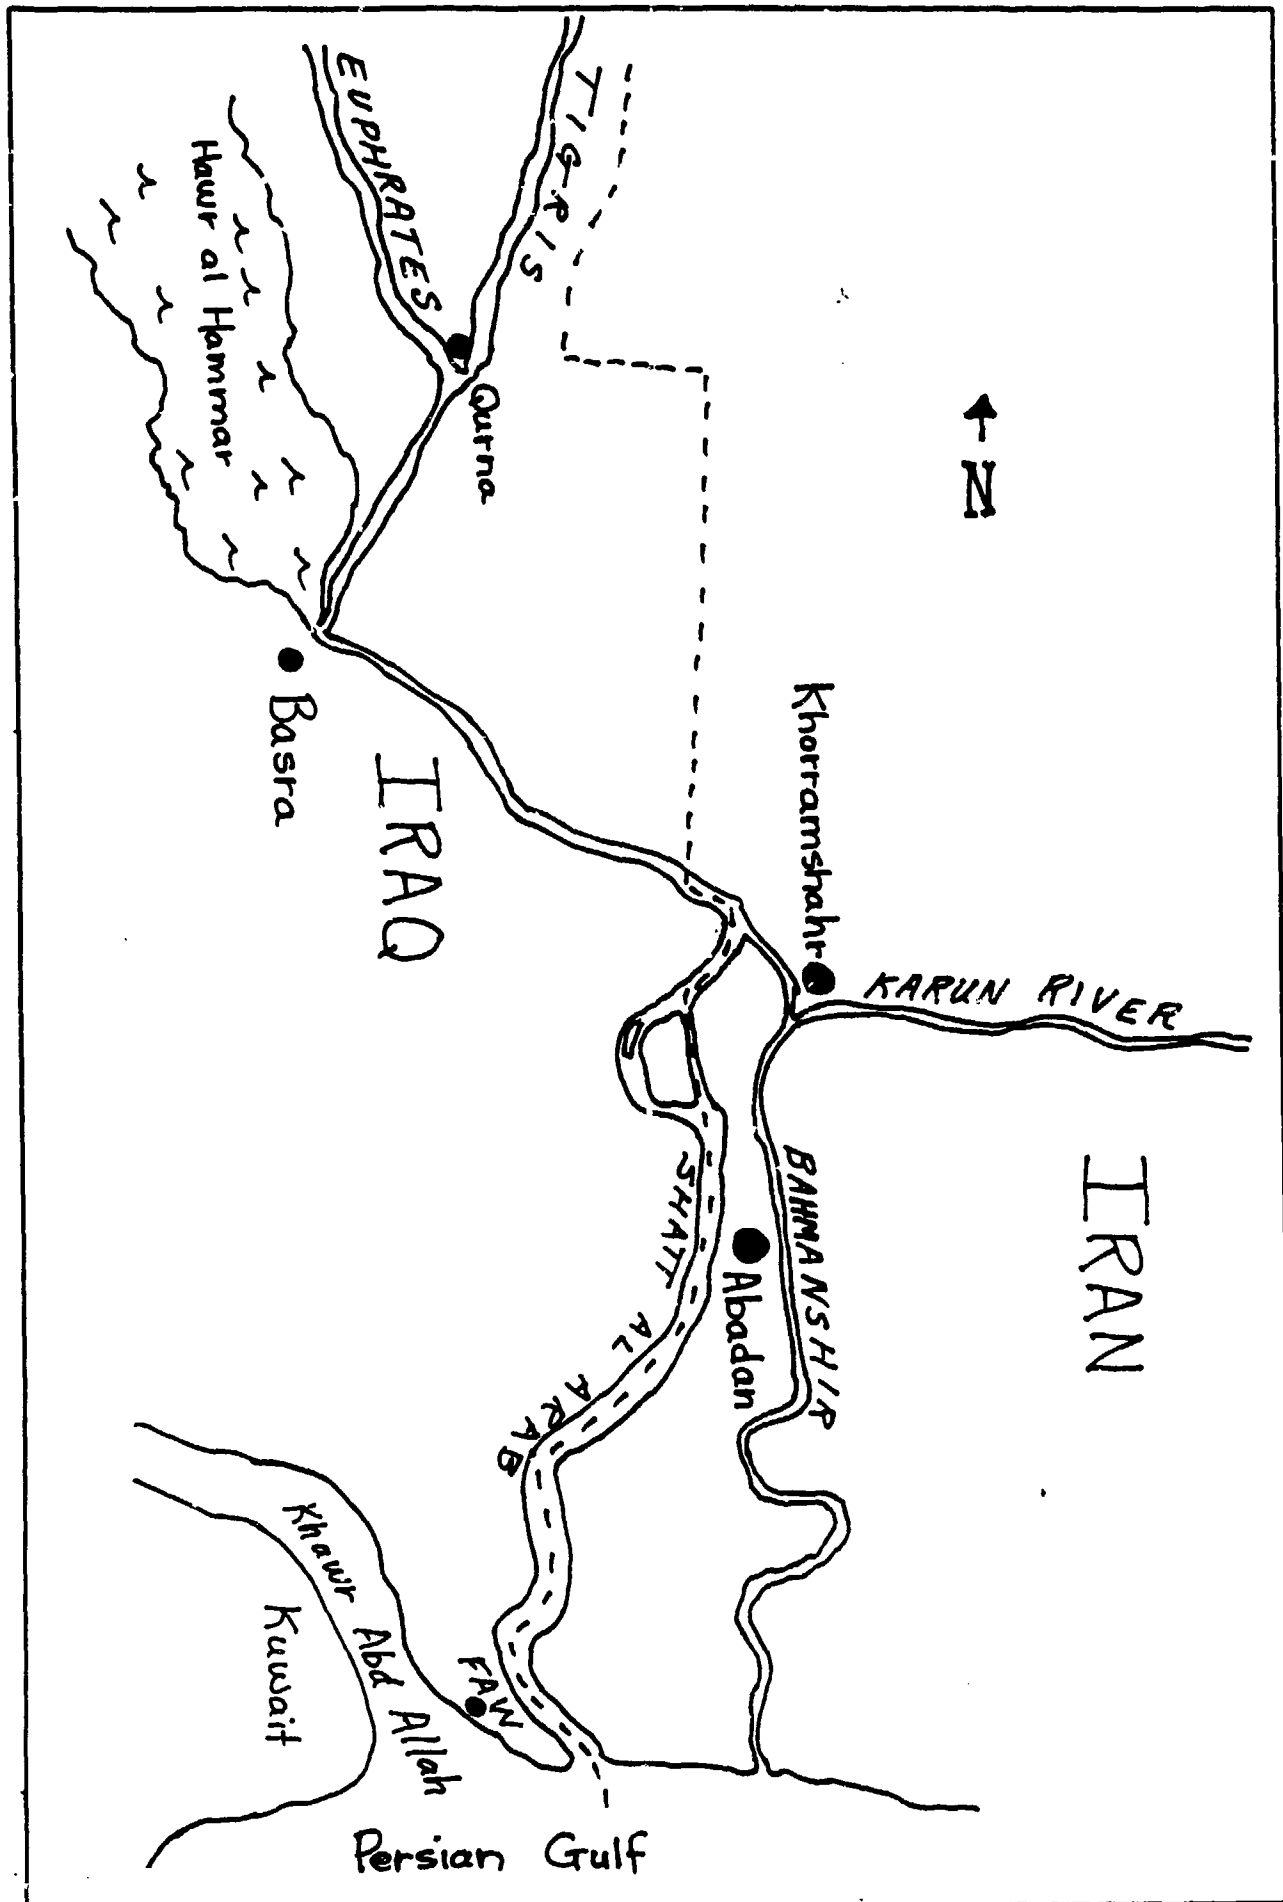 TIGRIS
EUPHRATES
Hawr al Hammar
Qurna
N
Basra
IRAQ
Khorramshahr
KARUN RIVER
IRAN
BAHMANSHIR
Abadan
SHATT AL ARAB
FAW
Khawr Abd Allah
Kuwait
Persian Gulf